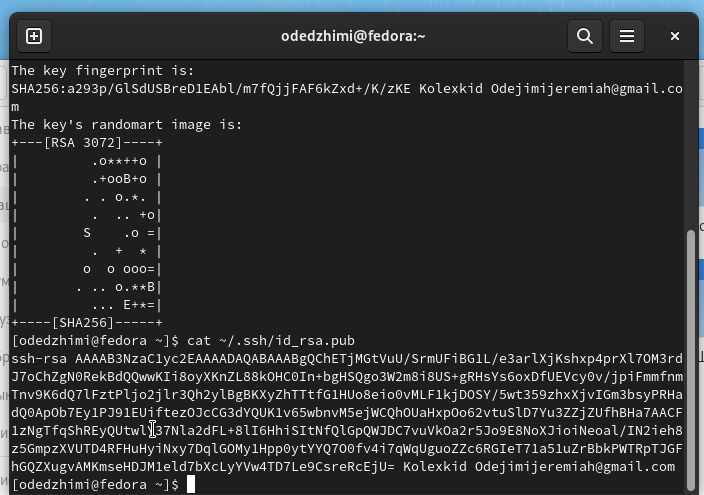 odedzhimi@fedora:~
The key fingerprint is:
SHA256:a293p/GlSdUSBreD1EAbl/m7fQjjFAF6kZxd+/K/zKE Kolexkid Odejimijeremiah@gmail.co
m
The key's randomart image is:
+---[RSA 3072]----+
|         .o**++o |
|         .+ooB+o |
|        . . o.*. |
|         .  .. +o|
|        S    .o =|
|         .  +  * |
|        o  o ooo=|
|       . ... o.**B|
|         ... E+*=|
+----[SHA256]-----+
[odedzhimi@fedora ~]$ cat ~/.ssh/id_rsa.pub
ssh-rsa AAAAB3NzaC1yc2EAAAADAQABAAABgQChETjMGtVuU/SrmUFiBG1L/e3arlXjKshxp4prXl7OM3rd
J7oChZgN0RekBdQQwwKIi8oyXKnZL88kOHC0In+bgHSQgo3W2m8i8US+gRHsYs6oxDfUEVcy0v/jpiFmmfnm
Tnv9K6dQ7lFztPljo2jlr3Qh2ylBgBKXyZhTTtfG1HUo8eio0vMLF1kjDOSY/5wt359zhxXjvIGm3bsyPRHa
dQ0ApOb7Ey1PJ91EUjftezOJcCG3dYQUK1v65wbnvM5ejWCQhOUaHxpOo62vtuSlD7Yu3ZZjZUfhBHa7AACF
1zNgTfqShREyQUtwly37Nla2dFL+8lI6HhiSItNfQlGpQWJDC7vuVkOa2r5Jo9E8NoXJioiNeoal/IN2ieh8
z5GmpzXVUTD4RFHuHyiNxy7DqlGOMy1Hpp0ytYYQ7O0fv4i7qWqUguoZZc6RGIeT71a51uZrBbkPWTRpTJGF
hGQZXugvAMKmseHDJM1eld7bXcLyYVw4TD7Le9CsreRcEjU= Kolexkid Odejimijeremiah@gmail.com
[odedzhimi@fedora ~]$